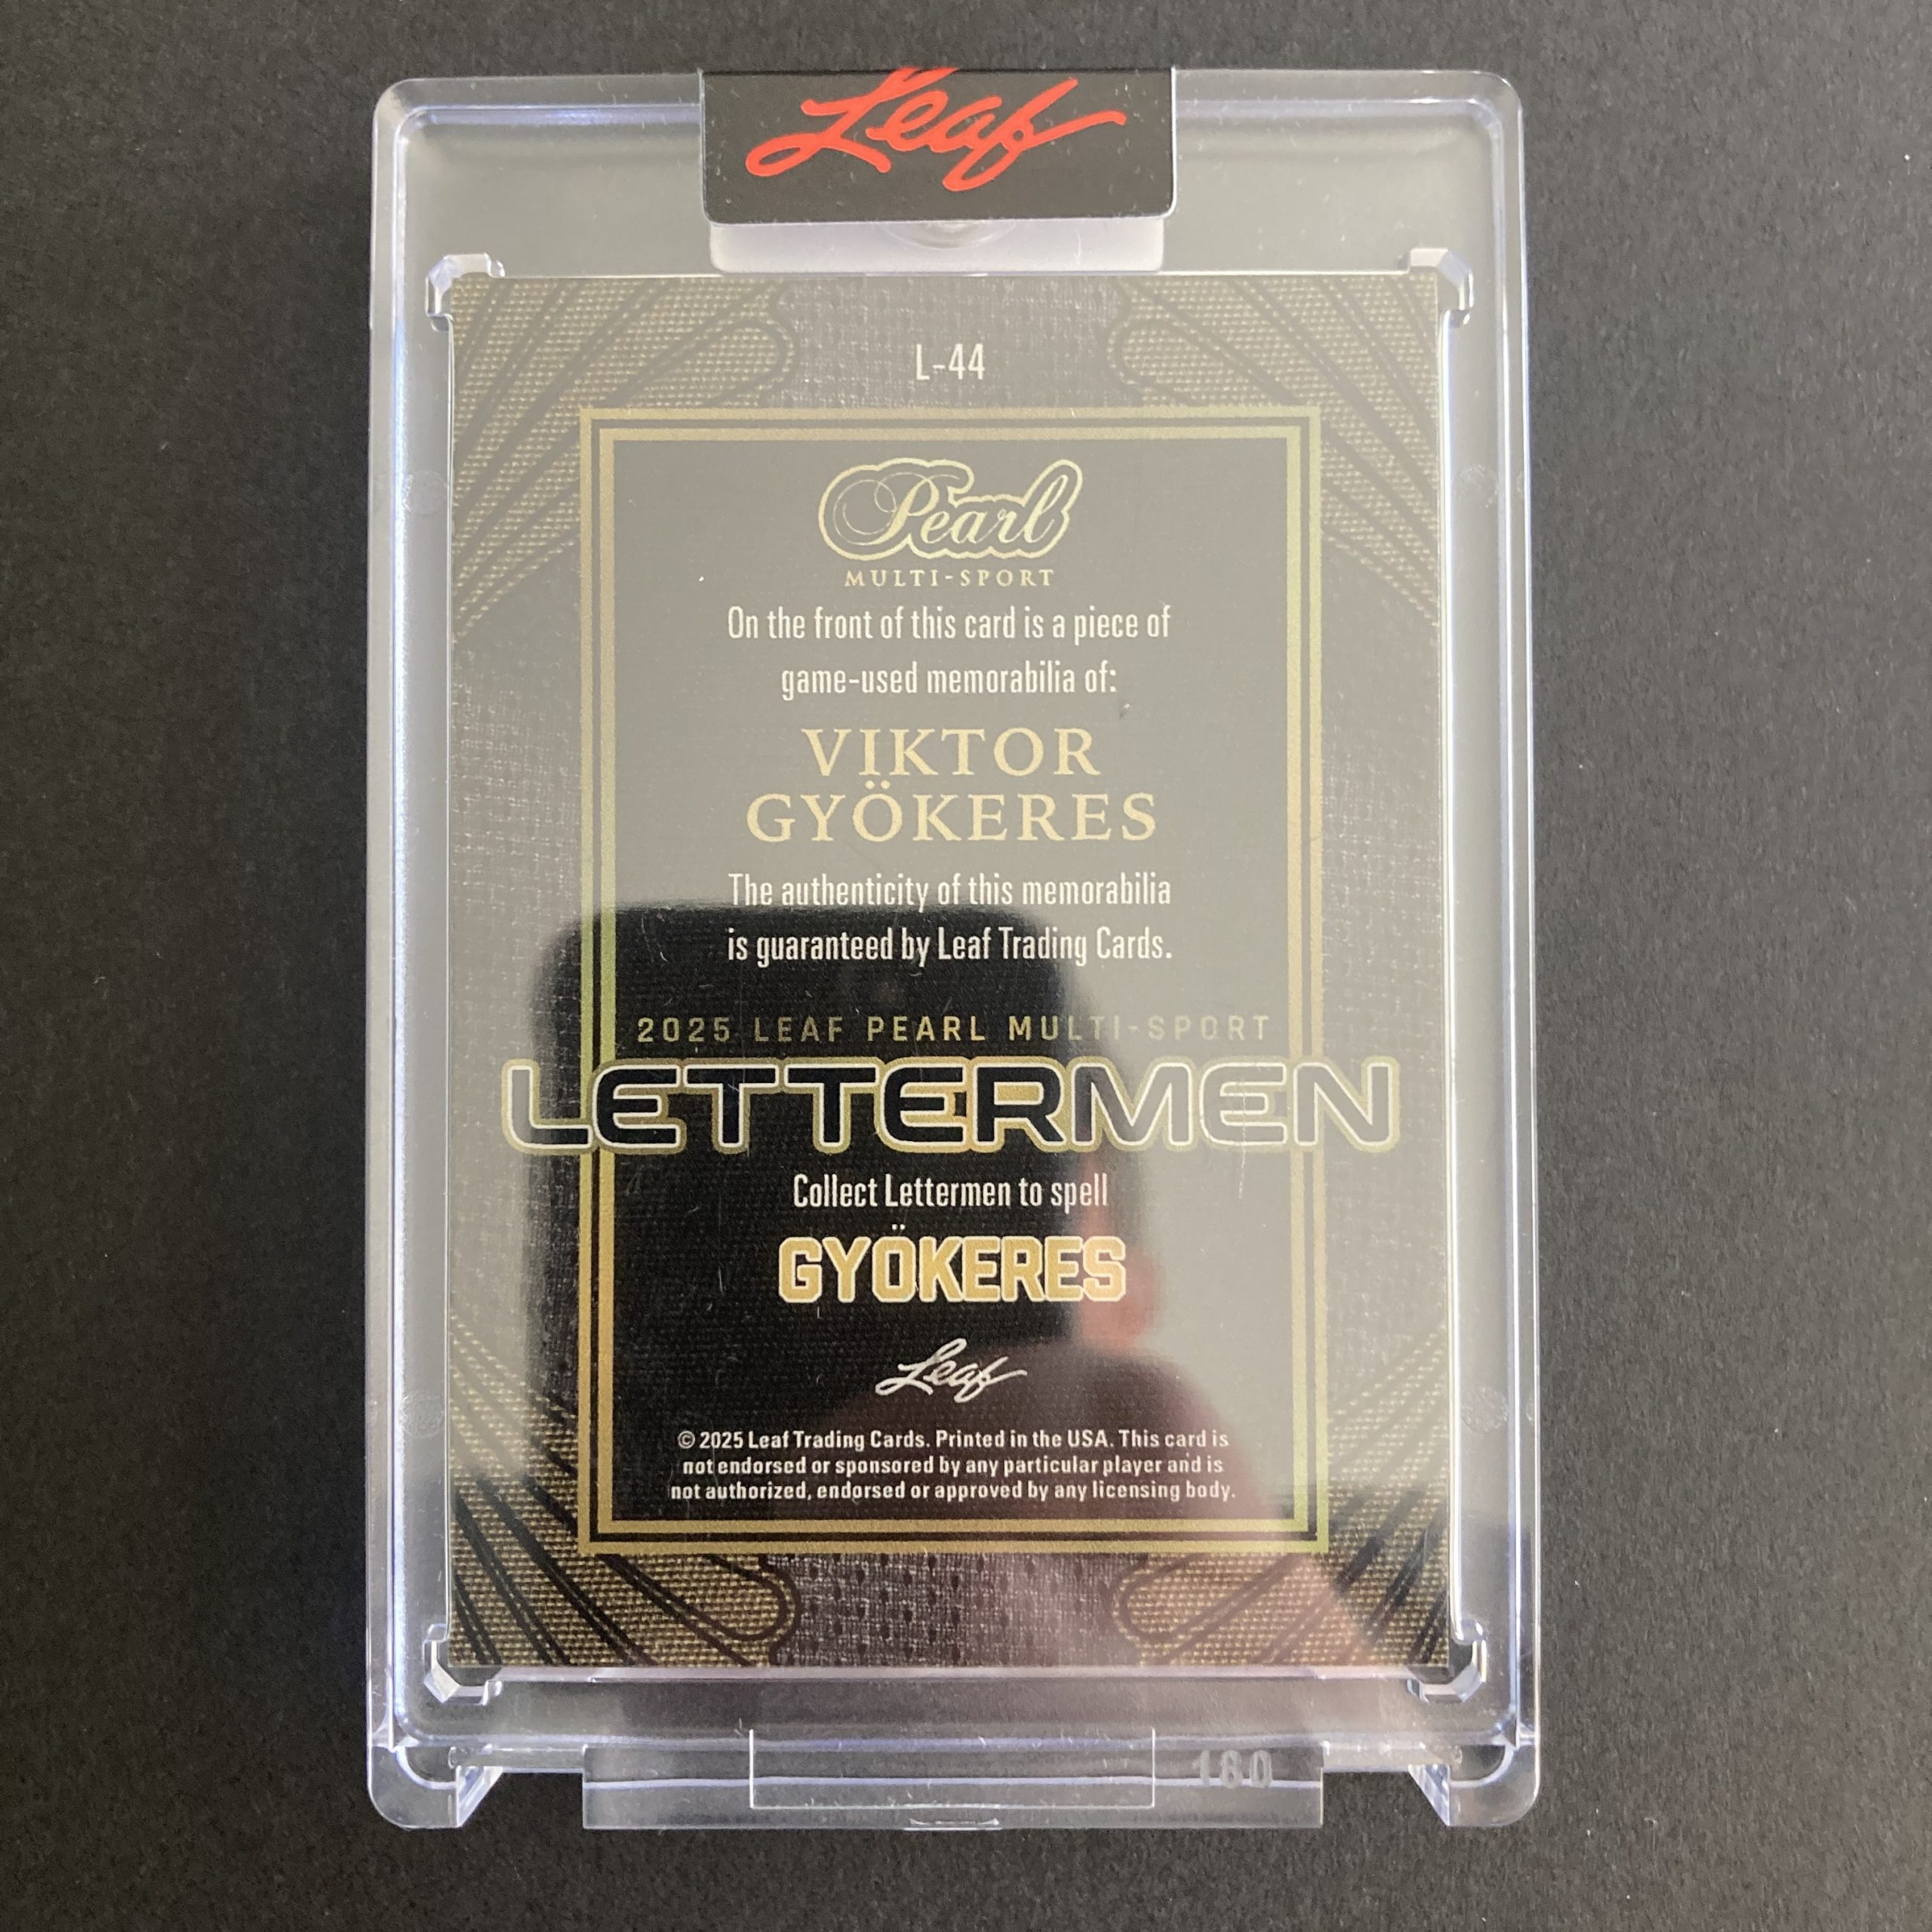 Leaf
L-44
Pearl
MULTI-SPORT
On the front of this card is a piece of
game-used memorabilia of:
VIKTOR
GYÖKERES
The authenticity of this memorabilia
is guaranteed by Leaf Trading Cards.
2025 LEAF PEARL MULTI-SPORT
LETTERMEN
Collect Lettermen to spell
GYÖKERES
Leaf
© 2025 Leaf Trading Cards. Printed in the USA. This card is
not endorsed or sponsored by any particular player and is
not authorized, endorsed or approved by any licensing body.
180